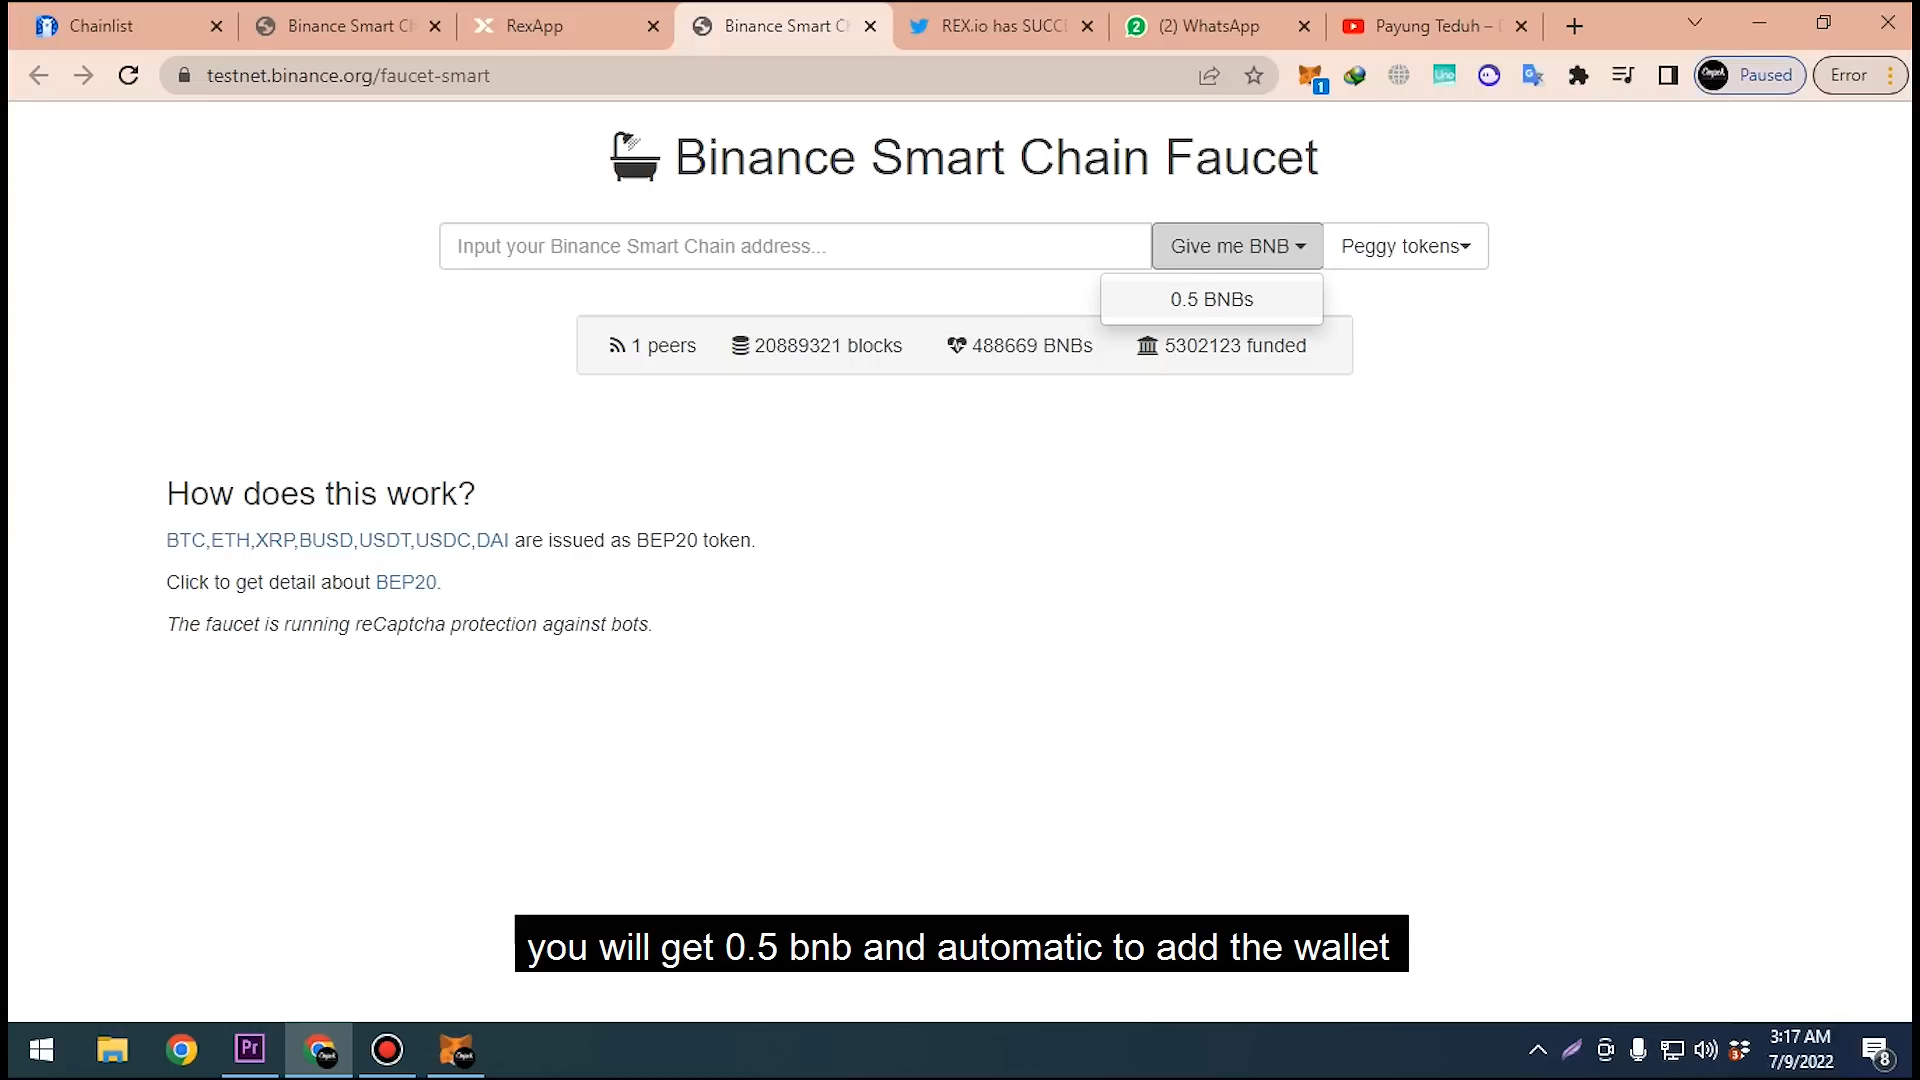 Chainlist
Binance Smart Ch
RexApp
Binance Smart Ch
REX.io has SUCCE
(2) WhatsApp
Payung Teduh –
testnet.binance.org/faucet-smart
1
Uno
Paused
Error
Binance Smart Chain Faucet
Input your Binance Smart Chain address...
Give me BNB
Peggy tokens
0.5 BNBs
1 peers
20889321 blocks
488669 BNBs
5302123 funded
How does this work?
BTC,ETH,XRP,BUSD,USDT,USDC,DAI are issued as BEP20 token.
Click to get detail about BEP20.
The faucet is running reCaptcha protection against bots.
you will get 0.5 bnb and automatic to add the wallet
Pr
3:17 AM
7/9/2022
8